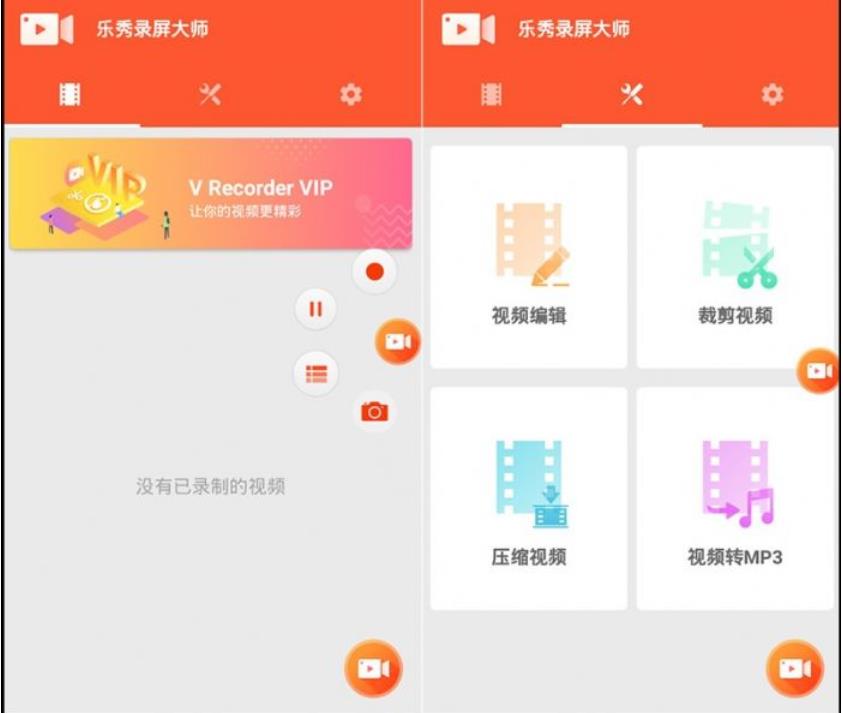 乐秀录屏大师
VIP
V Recorder VIP
让你的视频更精彩
没有已录制的视频
乐秀录屏大师
视频编辑
裁剪视频
压缩视频
视频转MP3